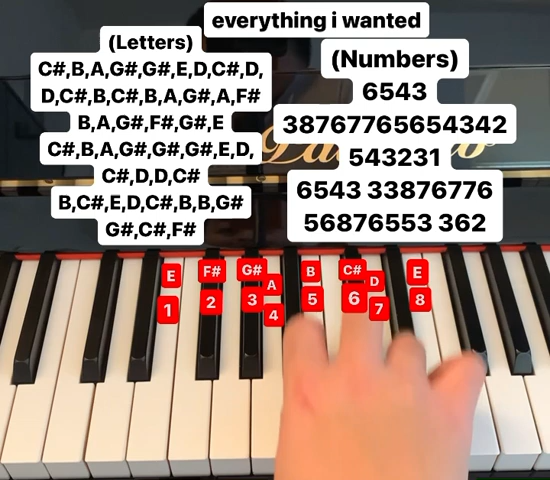 everything i wanted
(Letters)
C#,B,A,G#,G#,E,D,C#,D,
D,C#,B,C#,B,A,G#,A,F#
B,A,G#,F#,G#,E
C#,B,A,G#,G#,G#,E,D,
C#,D,D,C#
B,C#,E,D,C#,B,B,G#
G#,C#,F#
(Numbers)
6543
38767765654342
543231
6543 33876776
56876553 362
E F# G# A B C# D E
1 2 3 4 5 6 7 8